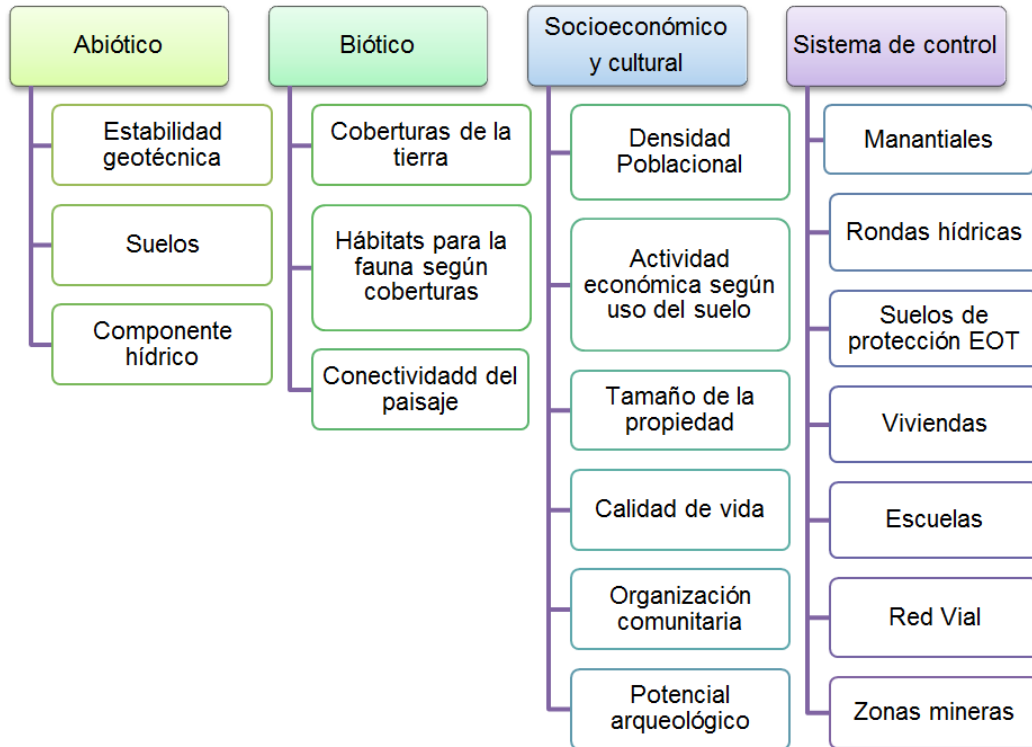 Abiótico
Estabilidad
geotécnica
Suelos
Componente
hídrico
Biótico
Coberturas de la
tierra
Hábitats para la
fauna según
coberturas
Conectividadd del
paisaje
Socioeconómico
y cultural
Densidad
Poblacional
Actividad
económica según
uso del suelo
Tamaño de la
propiedad
Calidad de vida
Organización
comunitaria
Potencial
arqueológico
Sistema de control
Manantiales
Rondas hídricas
Suelos de
protección EOT
Viviendas
Escuelas
Red Vial
Zonas mineras